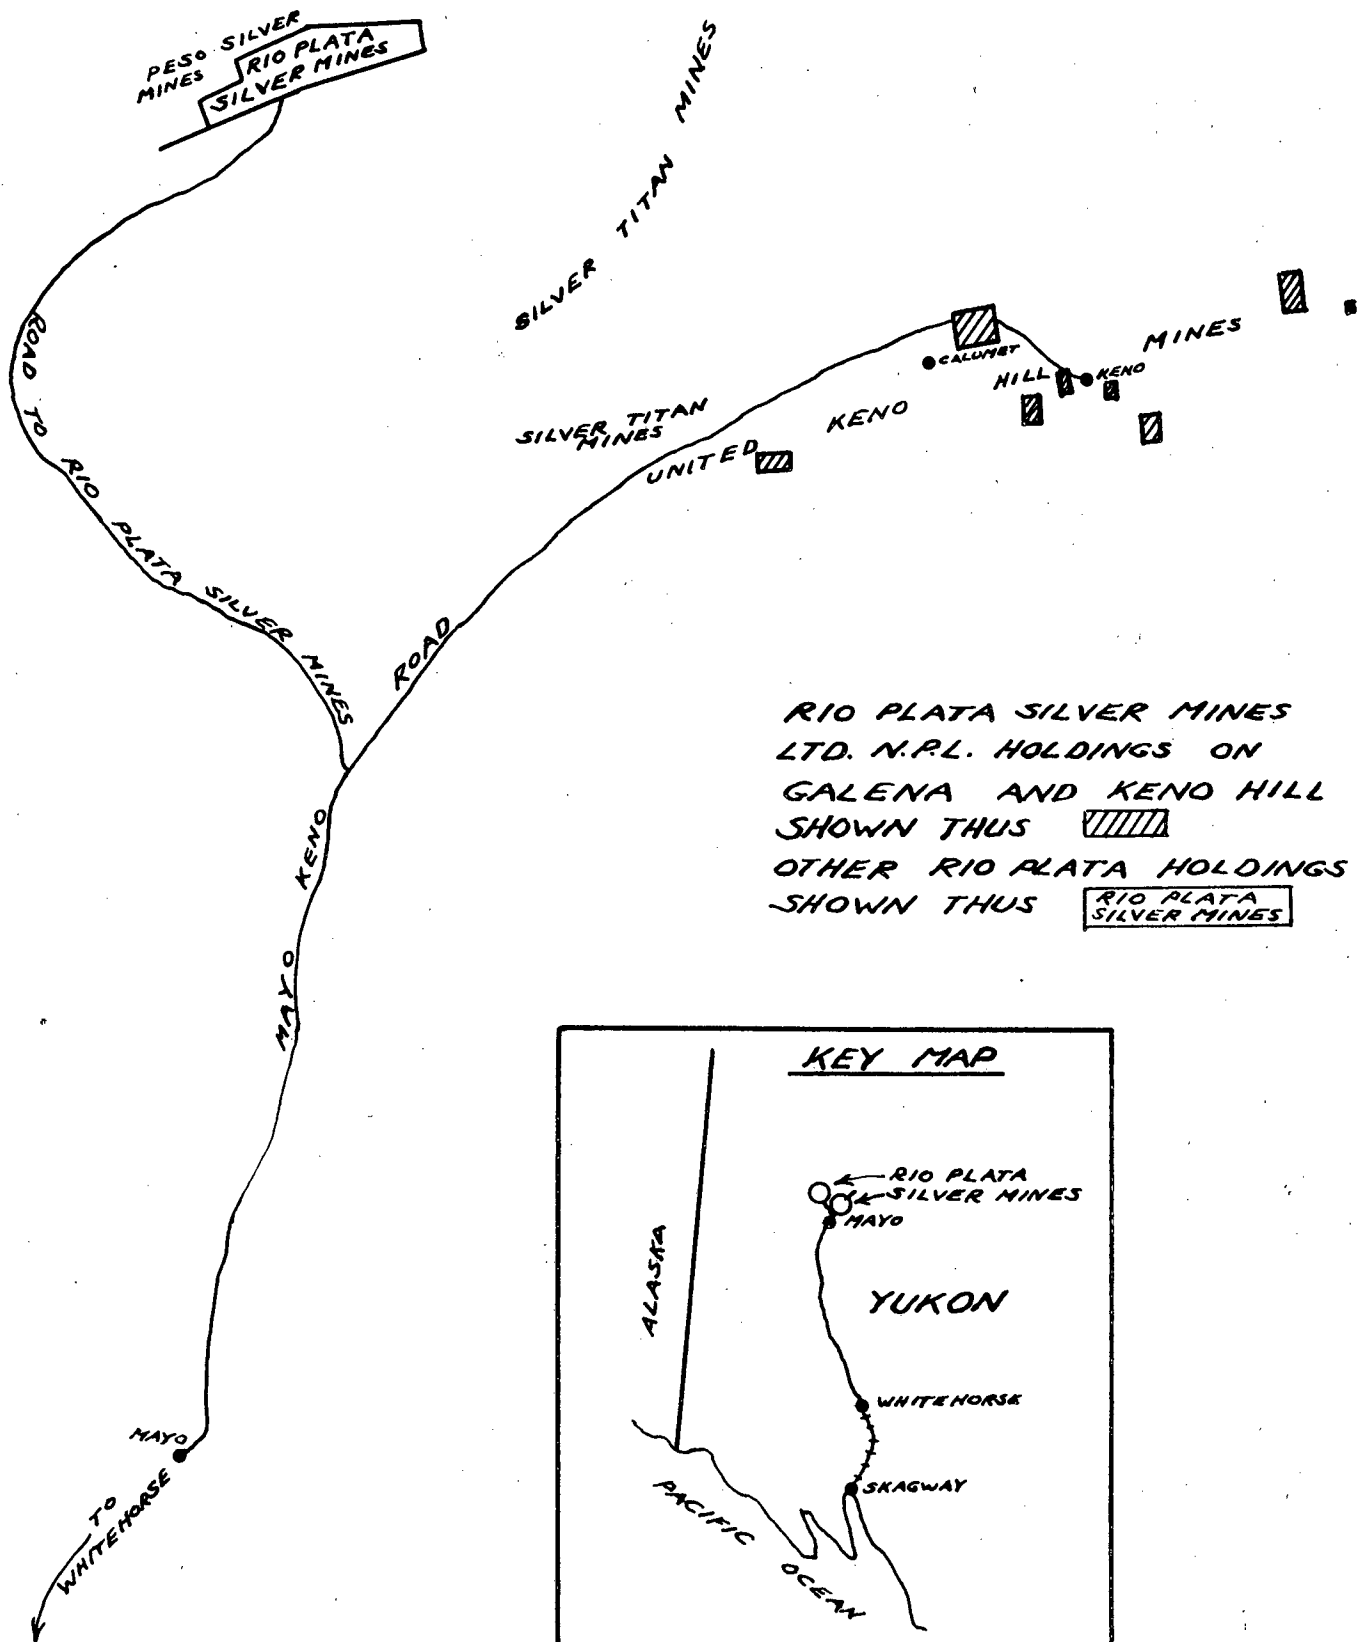 PESO SILVER
MINES
RIO PLATA
SILVER MINES
SILVER TITAN MINES
ROAD TO RIO PLATA SILVER MINES
SILVER TITAN
MINES
UNITED KENO HILL MINES
CALUMET
KENO
MAYO KENO ROAD
RIO PLATA SILVER MINES
LTD. N.P.L. HOLDINGS ON
GALENA AND KENO HILL
SHOWN THUS
OTHER RIO PLATA HOLDINGS
SHOWN THUS
RIO PLATA
SILVER MINES
MAYO
TO
WHITEHORSE
KEY MAP
RIO PLATA
SILVER MINES
MAYO
ALASKA
YUKON
WHITEHORSE
SKAGWAY
PACIFIC OCEAN